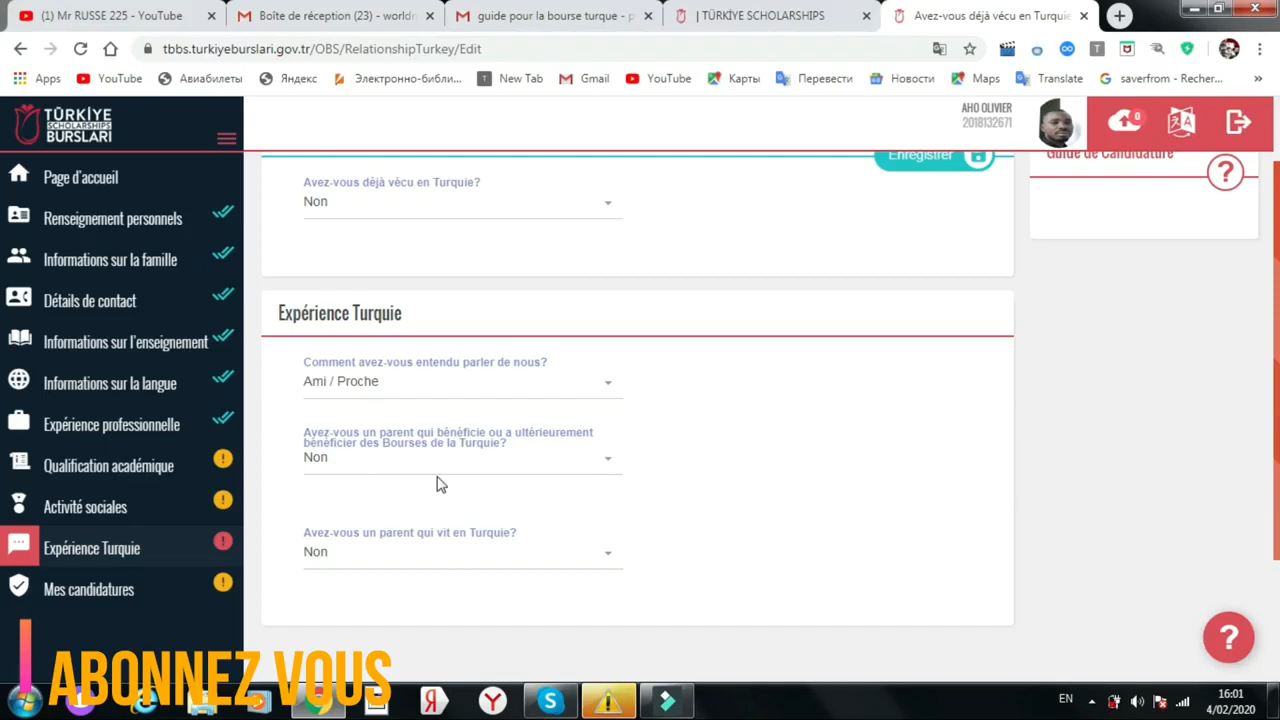 (1) Mr RUSSE 225 - YouTube
Boîte de réception (23) - world
guide pour la bourse turque - p
| TÜRKİYE SCHOLARSHIPS
Avez-vous déjà vécu en Turquie
tbbs.turkiyeburslari.gov.tr/OBS/RelationshipTurkey/Edit
Apps
YouTube
Авиабилеты
Яндекс
Электронно-библи...
New Tab
Gmail
YouTube
Карты
Перевести
Новости
Maps
Translate
saverfrom - Recher...
»
TÜRKİYE
SCHOLARSHIPS
BURSLARI
AHO OLIVIER
2018132671
0
Page d'accueil
Renseignement personnels
Informations sur la famille
Détails de contact
Informations sur l'enseignement
Informations sur la langue
Expérience professionnelle
Qualification académique
Activité sociales
Expérience Turquie
Mes candidatures
Enregistrer
Guide de Candidature
Avez-vous déjà vécu en Turquie?
Non
Expérience Turquie
Comment avez-vous entendu parler de nous?
Ami / Proche
Avez-vous un parent qui bénéficie ou a ultérieurement
bénéficier des Bourses de la Turquie?
Non
Avez-vous un parent qui vit en Turquie?
Non
ABONNEZ VOUS
EN
16:01
4/02/2020